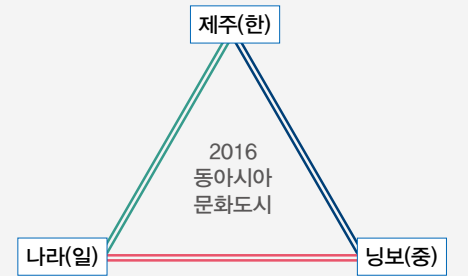 제주(한)
2016
동아시아
문화도시
나라(일)
닝보(중)